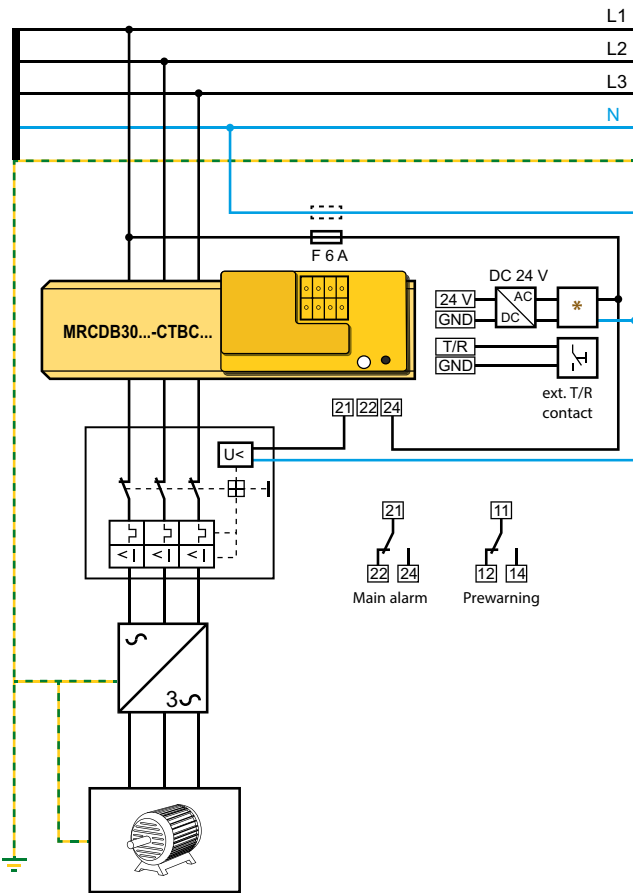 L1
L2
L3
N
F 6 A
DC 24 V
24 V
AC
DC
*
GND
MRCDB30...-CTBC...
T/R
GND
ext. T/R
contact
21 22 24
U<
21
11
22 24
12 14
Main alarm
Prewarning
3